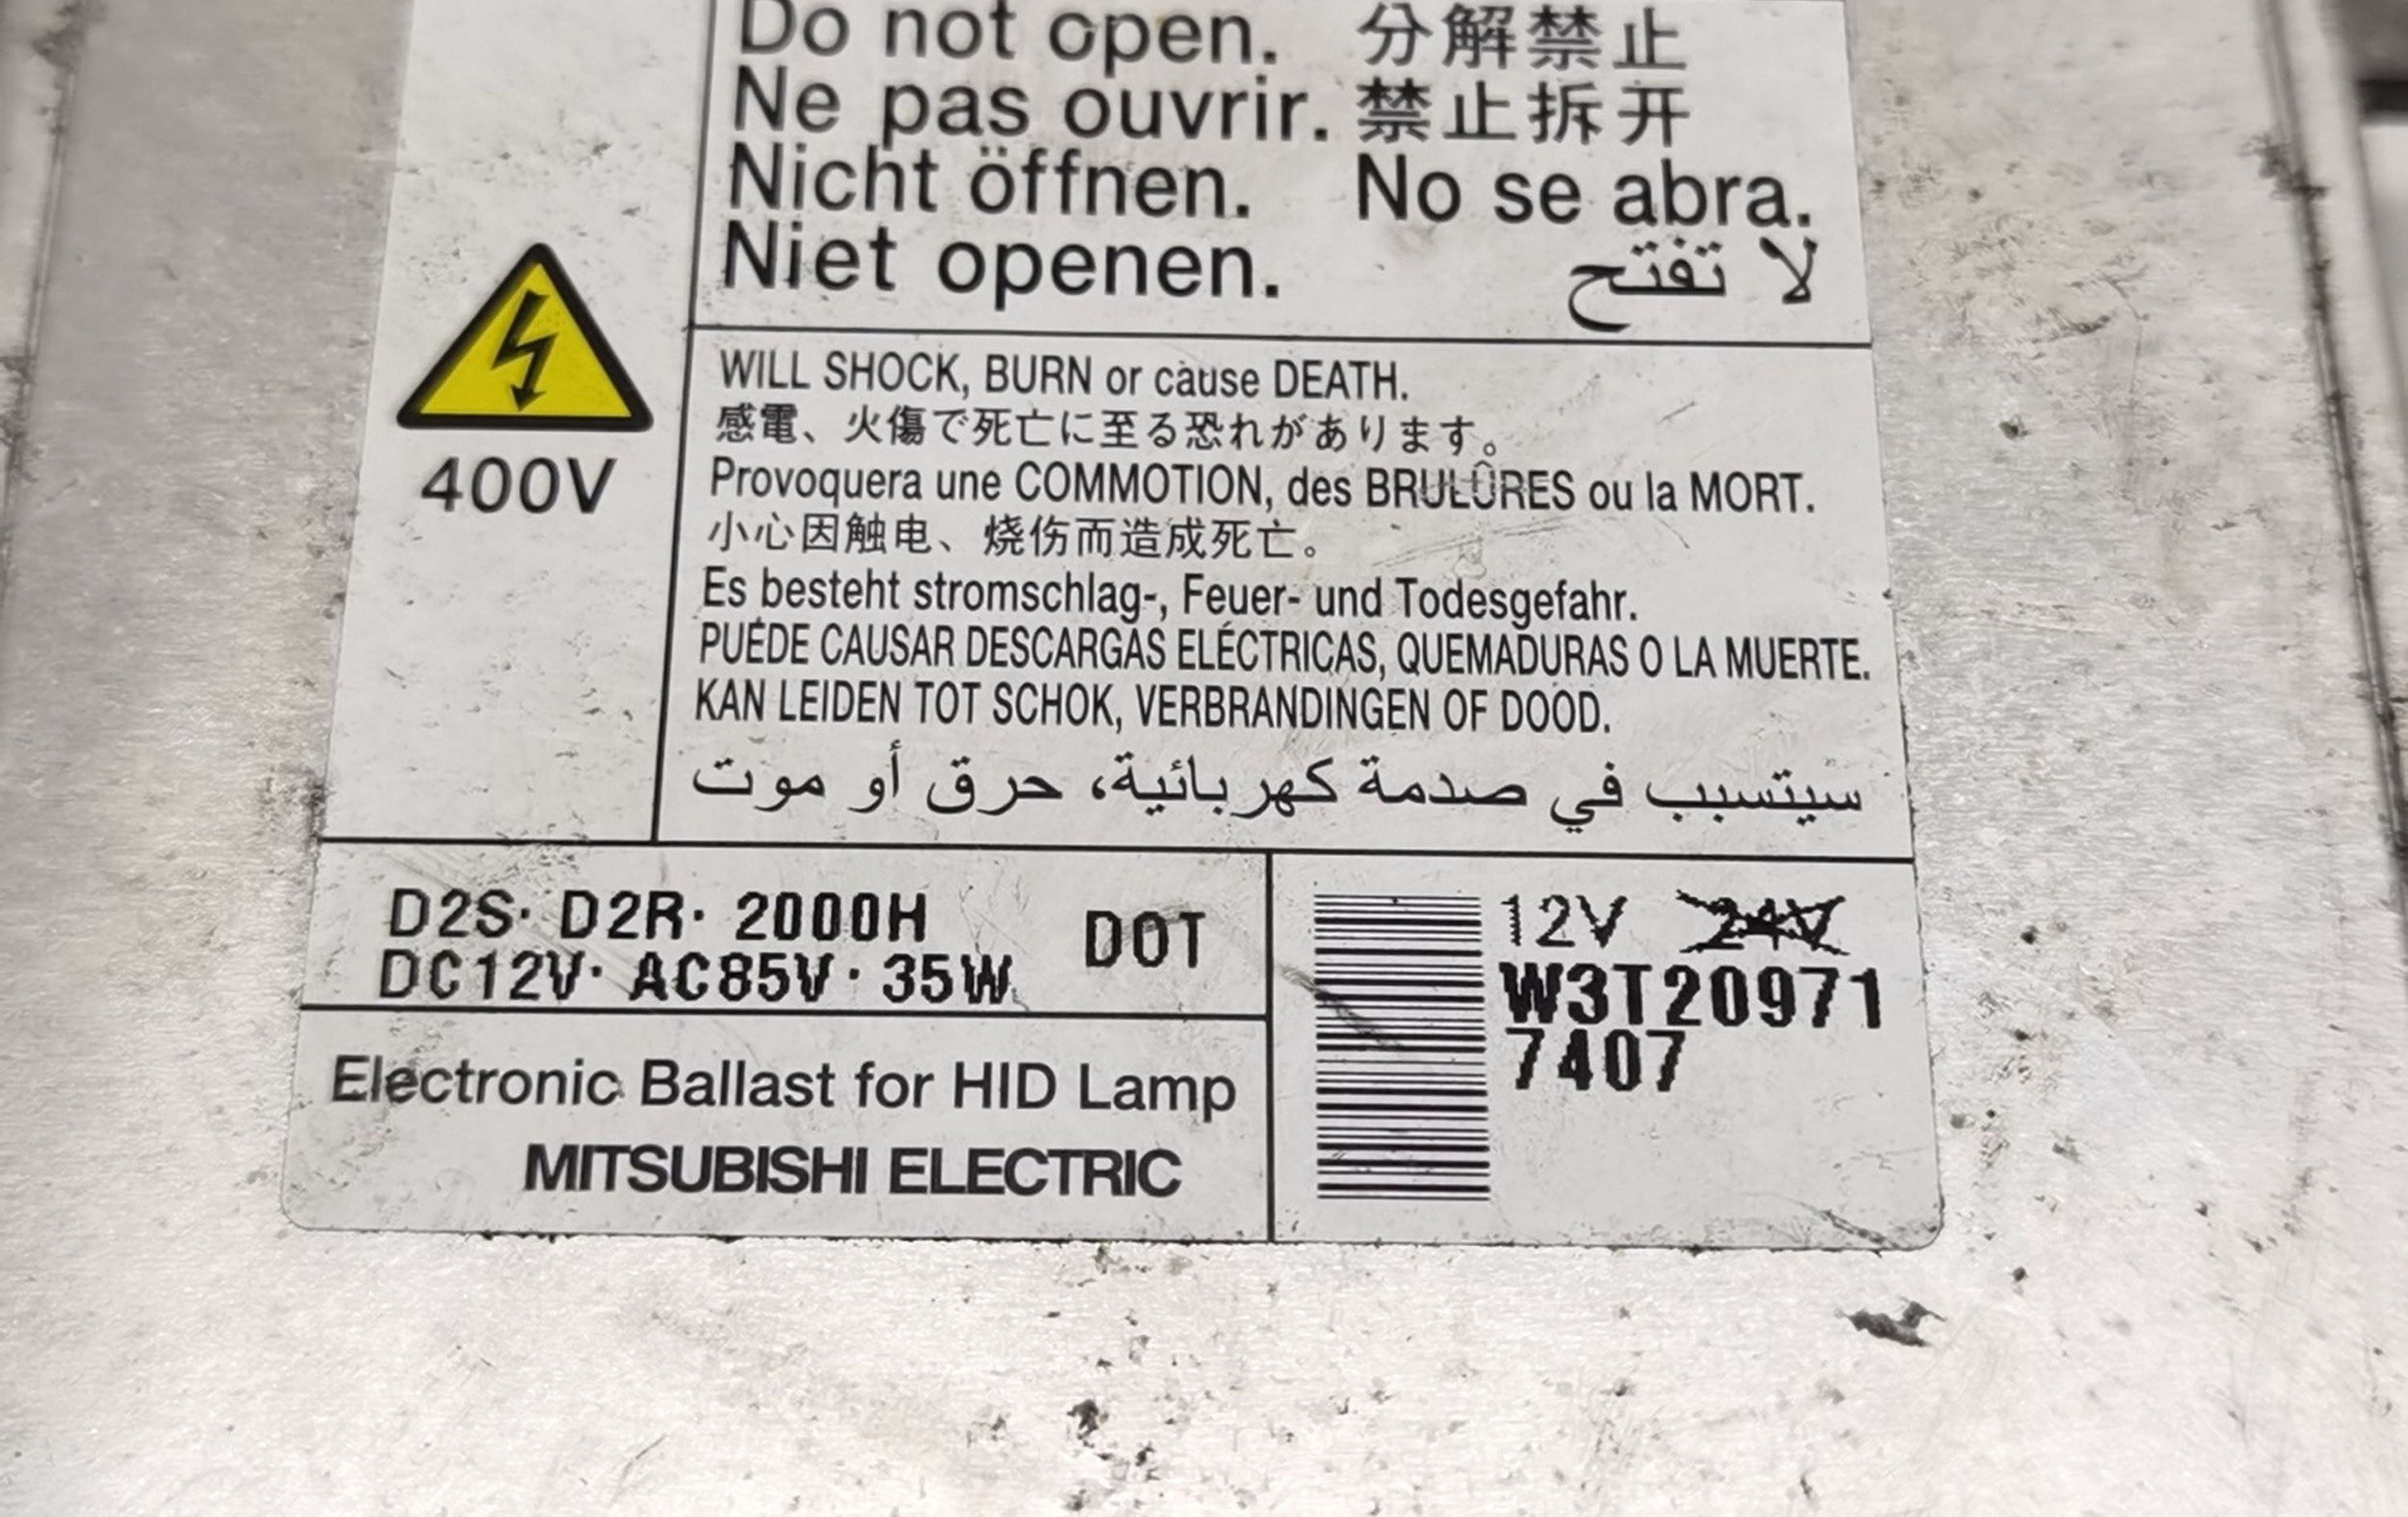 Do not open. 分解禁止
Ne pas ouvrir. 禁止拆开
Nicht öffnen. No se abra.
Niet openen. لا تفتح
400V
WILL SHOCK, BURN or cause DEATH.
感電、火傷で死亡に至る恐れがあります。
Provoquera une COMMOTION, des BRULÛRES ou la MORT.
小心因触电、烧伤而造成死亡。
Es besteht stromschlag-, Feuer- und Todesgefahr.
PUEDE CAUSAR DESCARGAS ELÉCTRICAS, QUEMADURAS O LA MUERTE.
KAN LEIDEN TOT SCHOK, VERBRANDINGEN OF DOOD.
سيتسبب في صدمة كهربائية، حرق أو موت
D2S· D2R· 2000H DOT
DC12V· AC85V·35W
Electronic Ballast for HID Lamp
MITSUBISHI ELECTRIC
12V 24V
W3T20971
7407